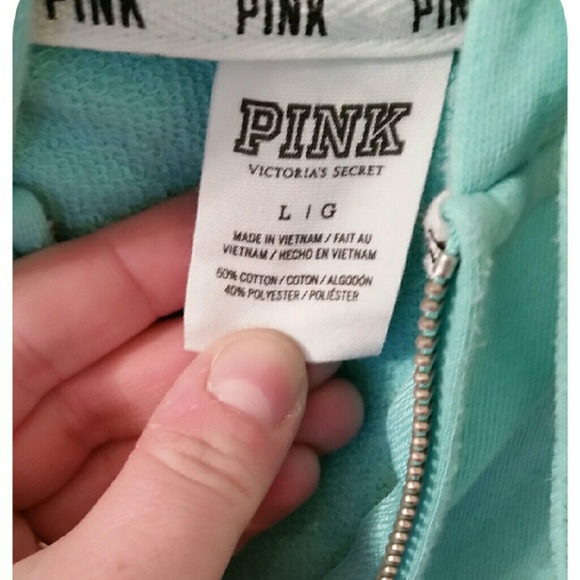 PINK PINK PINK
PINK
VICTORIA'S SECRET
L | G
MADE IN VIETNAM / FAIT AU
VIETNAM / HECHO EN VIETNAM
60% COTTON / COTON / ALGODÓN
40% POLYESTER / POLIÉSTER